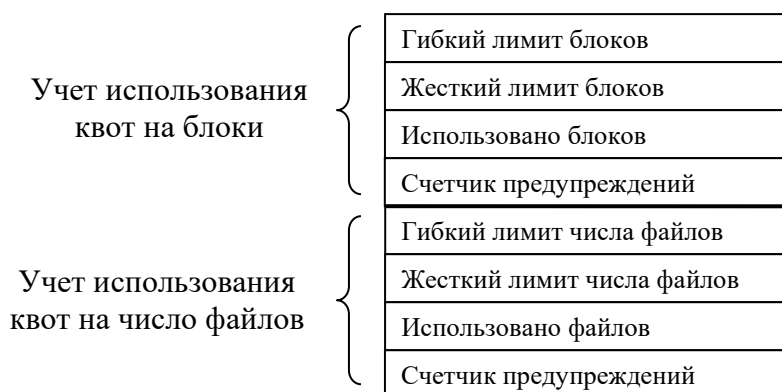 Учет использования
квот на блоки
Гибкий лимит блоков
Жесткий лимит блоков
Использовано блоков
Счетчик предупреждений
Учет использования
квот на число файлов
Гибкий лимит числа файлов
Жесткий лимит числа файлов
Использовано файлов
Счетчик предупреждений